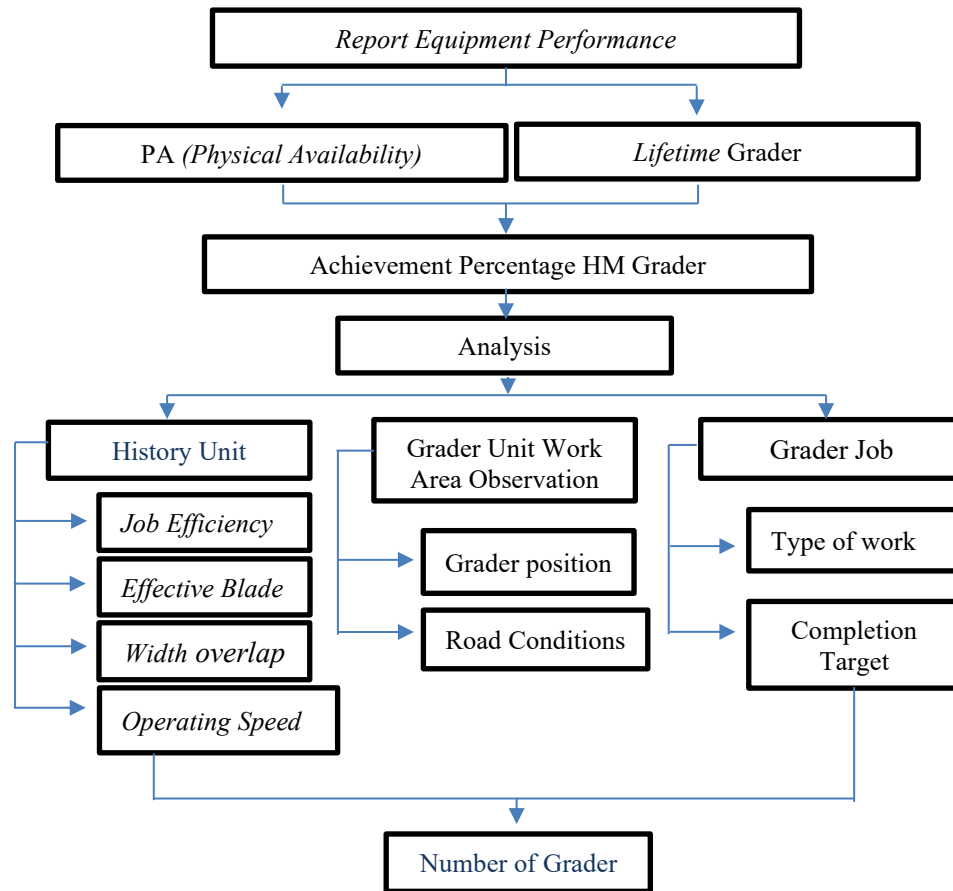 Report Equipment Performance
PA (Physical Availability)
Lifetime Grader
Achievement Percentage HM Grader
Analysis
History Unit
Grader Unit Work
Area Observation
Grader Job
Job Efficiency
Effective Blade
Width overlap
Operating Speed
Grader position
Road Conditions
Type of work
Completion
Target
Number of Grader